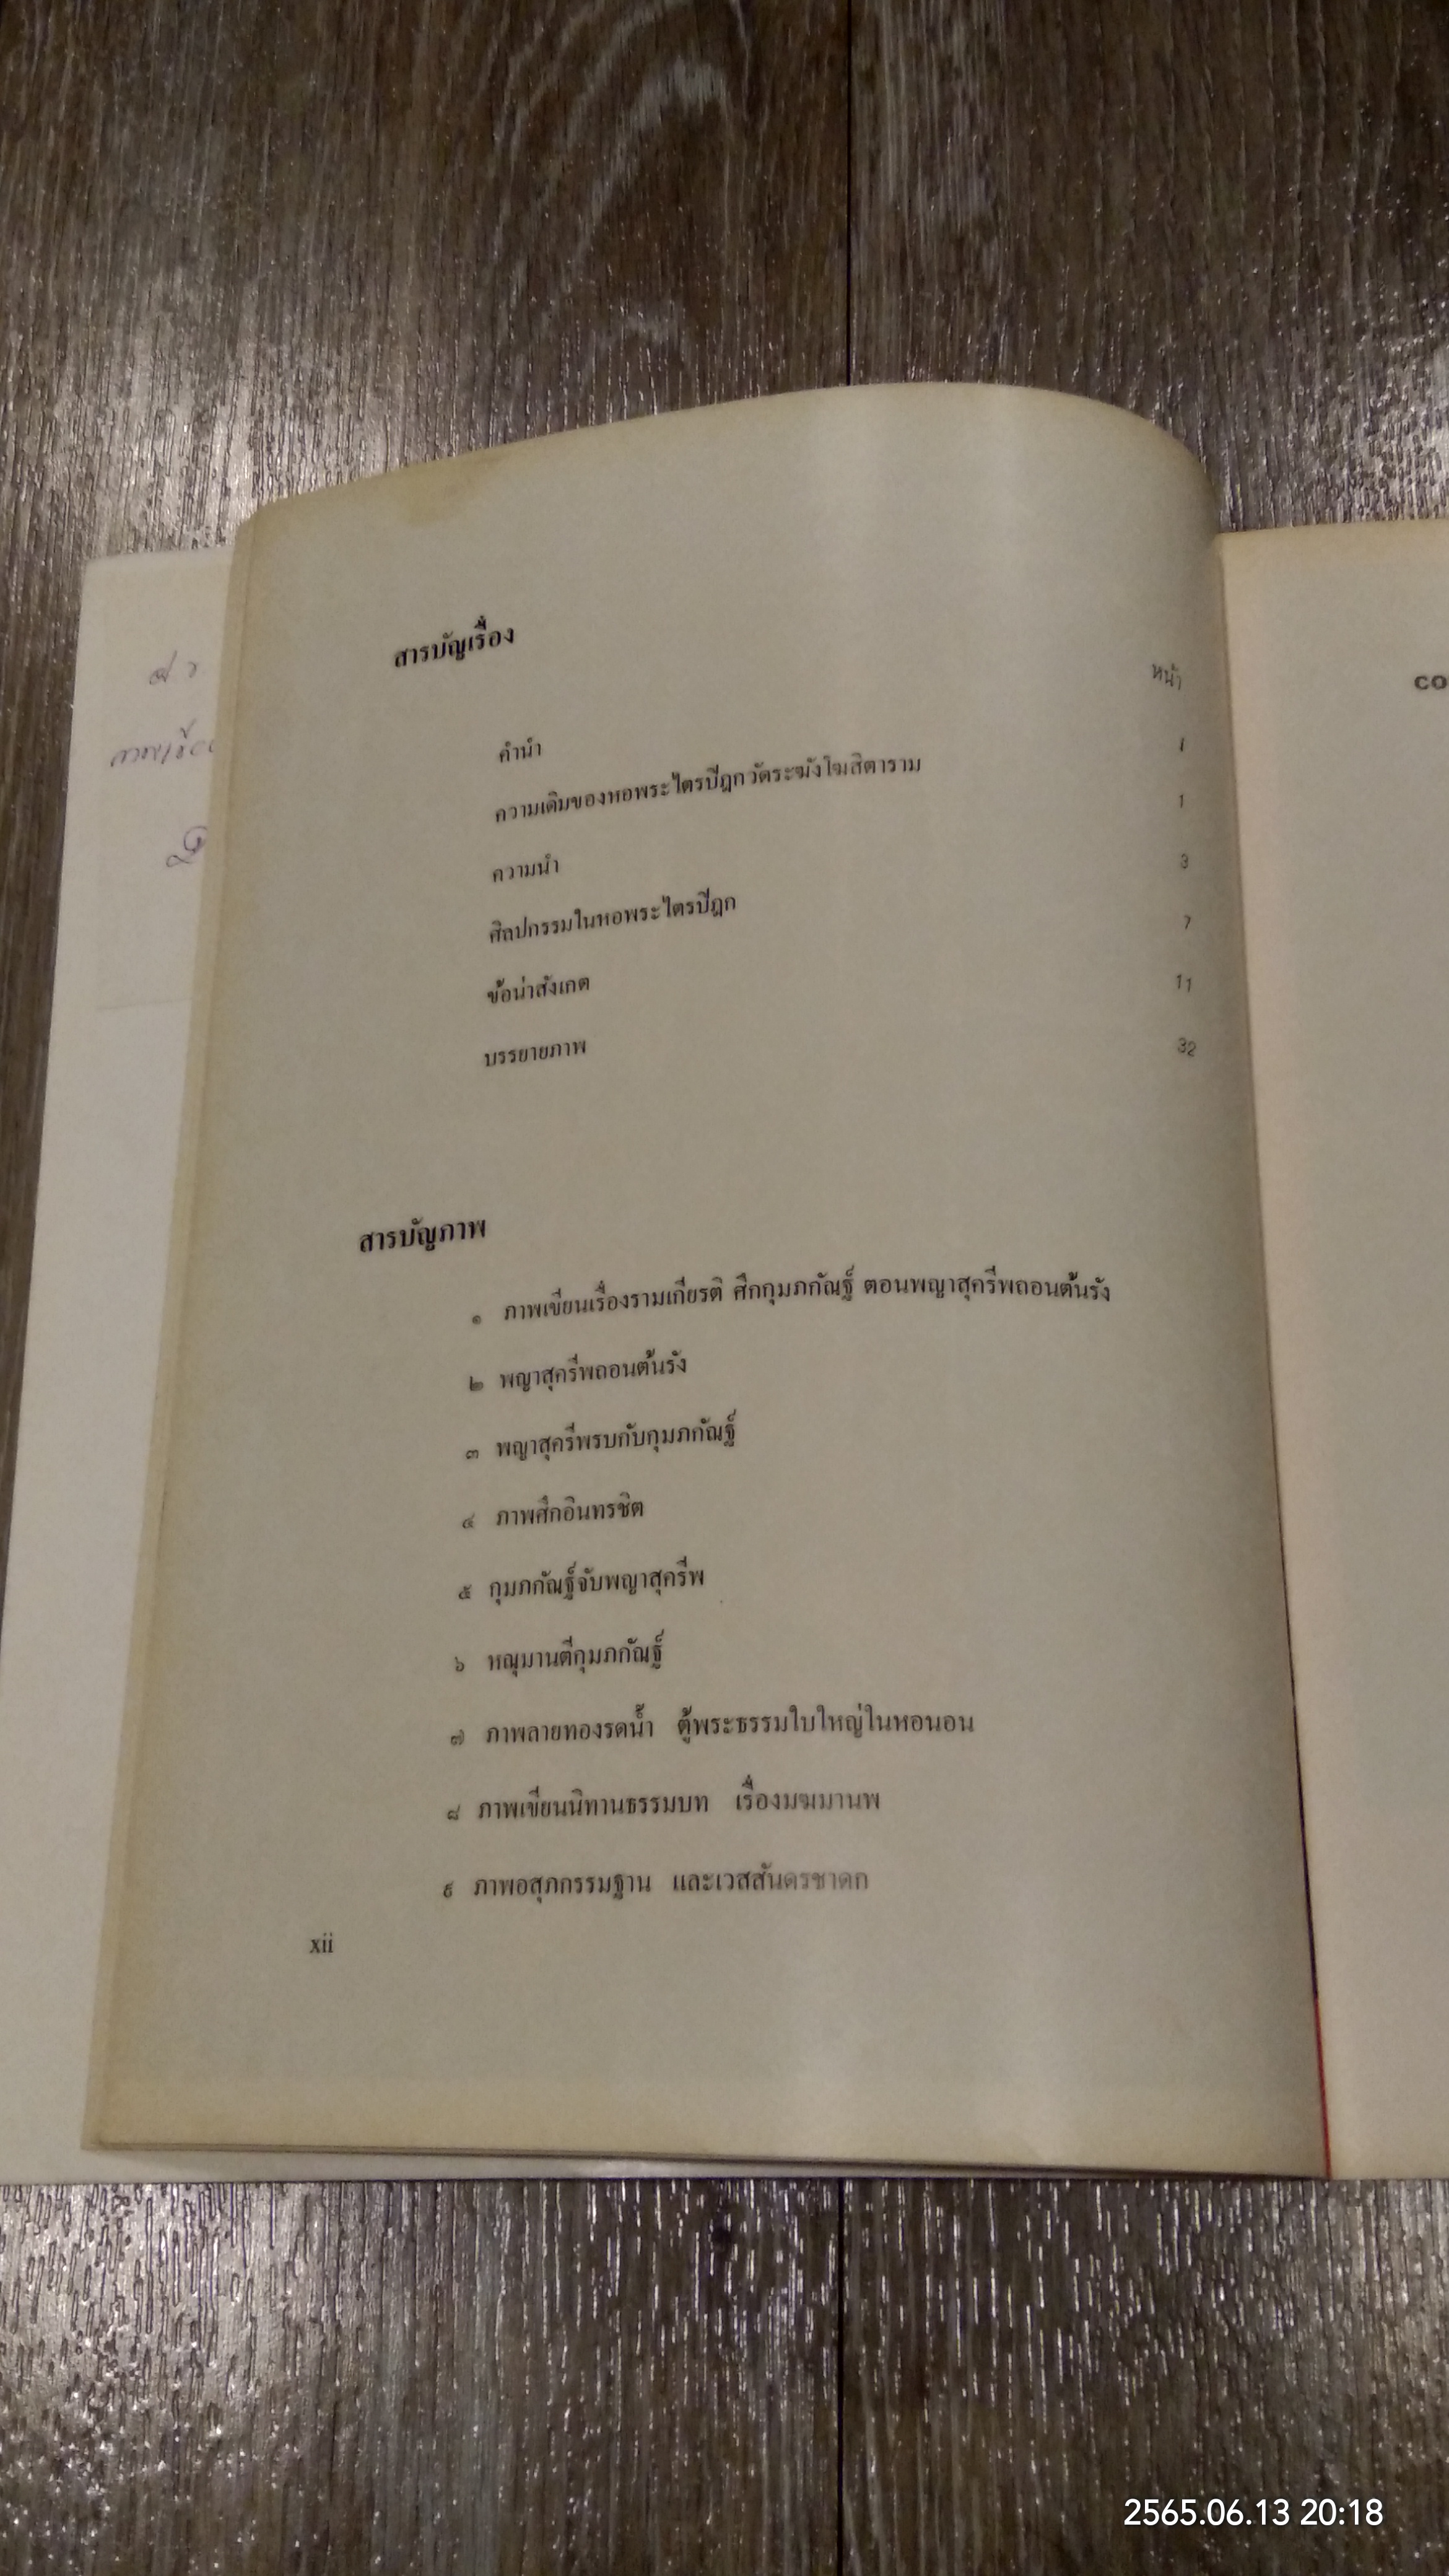 สารบัญเรื่อง
หน้า
คำนำ I
ความเดิมของหอพระไตรปิฎก วัดระฆังโฆสิตาราม 1
ความนำ 3
ศิลปกรรมในหอพระไตรปิฎก 7
ข้อน่าสังเกต 11
บรรยายภาพ 32
สารบัญภาพ
๑ ภาพเขียนเรื่องรามเกียรติ ศึกกุมภกัณฐ์ ตอนพญาสุครีพถอนต้นรัง
๒ พญาสุครีพถอนต้นรัง
๓ พญาสุครีพรบกับกุมภกัณฐ์
๔ ภาพศึกอินทรชิต
๕ กุมภกัณฐ์จับพญาสุครีพ
๖ หณุมานตีกุมภกัณฐ์
๗ ภาพลายทองรดน้ำ ตู้พระธรรมใบใหญ่ในหอนอน
๘ ภาพเขียนนิทานธรรมบท เรื่องมฆมานพ
๙ ภาพอสุภกรรมฐาน และเวสสันดรชาดก
xii
CO
2565.06.13 20:18